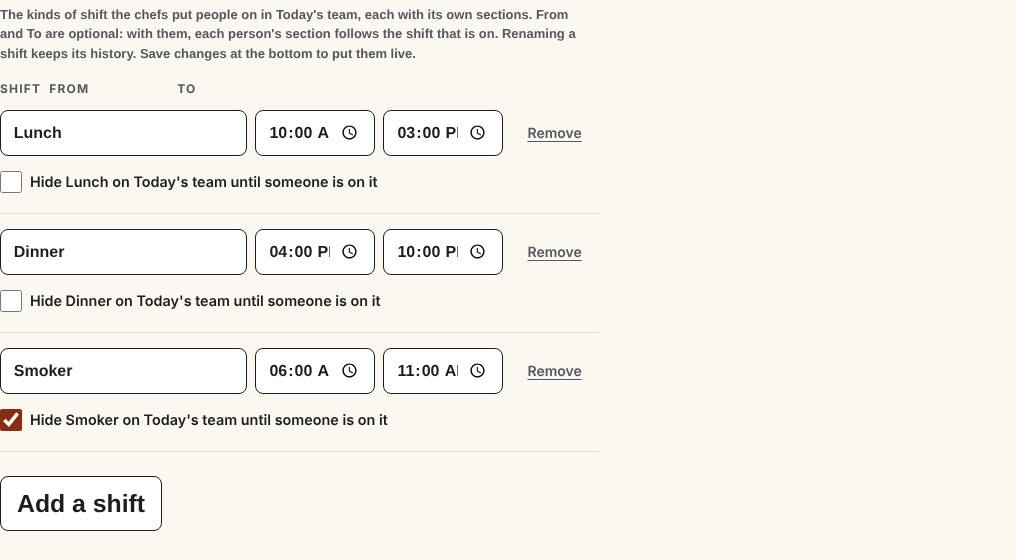 The kinds of shift the chefs put people on in Today's team, each with its own sections. From
and To are optional: with them, each person's section follows the shift that is on. Renaming a
shift keeps its history. Save changes at the bottom to put them live.
SHIFT FROM TO
Lunch 10:00 A 03:00 P Remove
Hide Lunch on Today's team until someone is on it
Dinner 04:00 P 10:00 P Remove
Hide Dinner on Today's team until someone is on it
Smoker 06:00 A 11:00 A Remove
Hide Smoker on Today's team until someone is on it
Add a shift